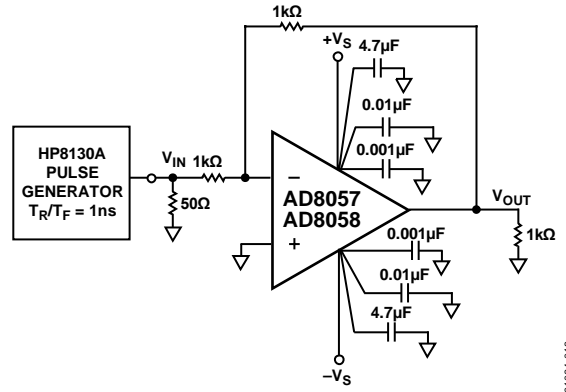 1kΩ
+VS
4.7µF
0.01µF
0.001µF
HP8130A
PULSE
GENERATOR
TR/TF = 1ns
VIN
1kΩ
50Ω
−
+
AD8057
AD8058
VOUT
1kΩ
0.001µF
0.01µF
4.7µF
−VS